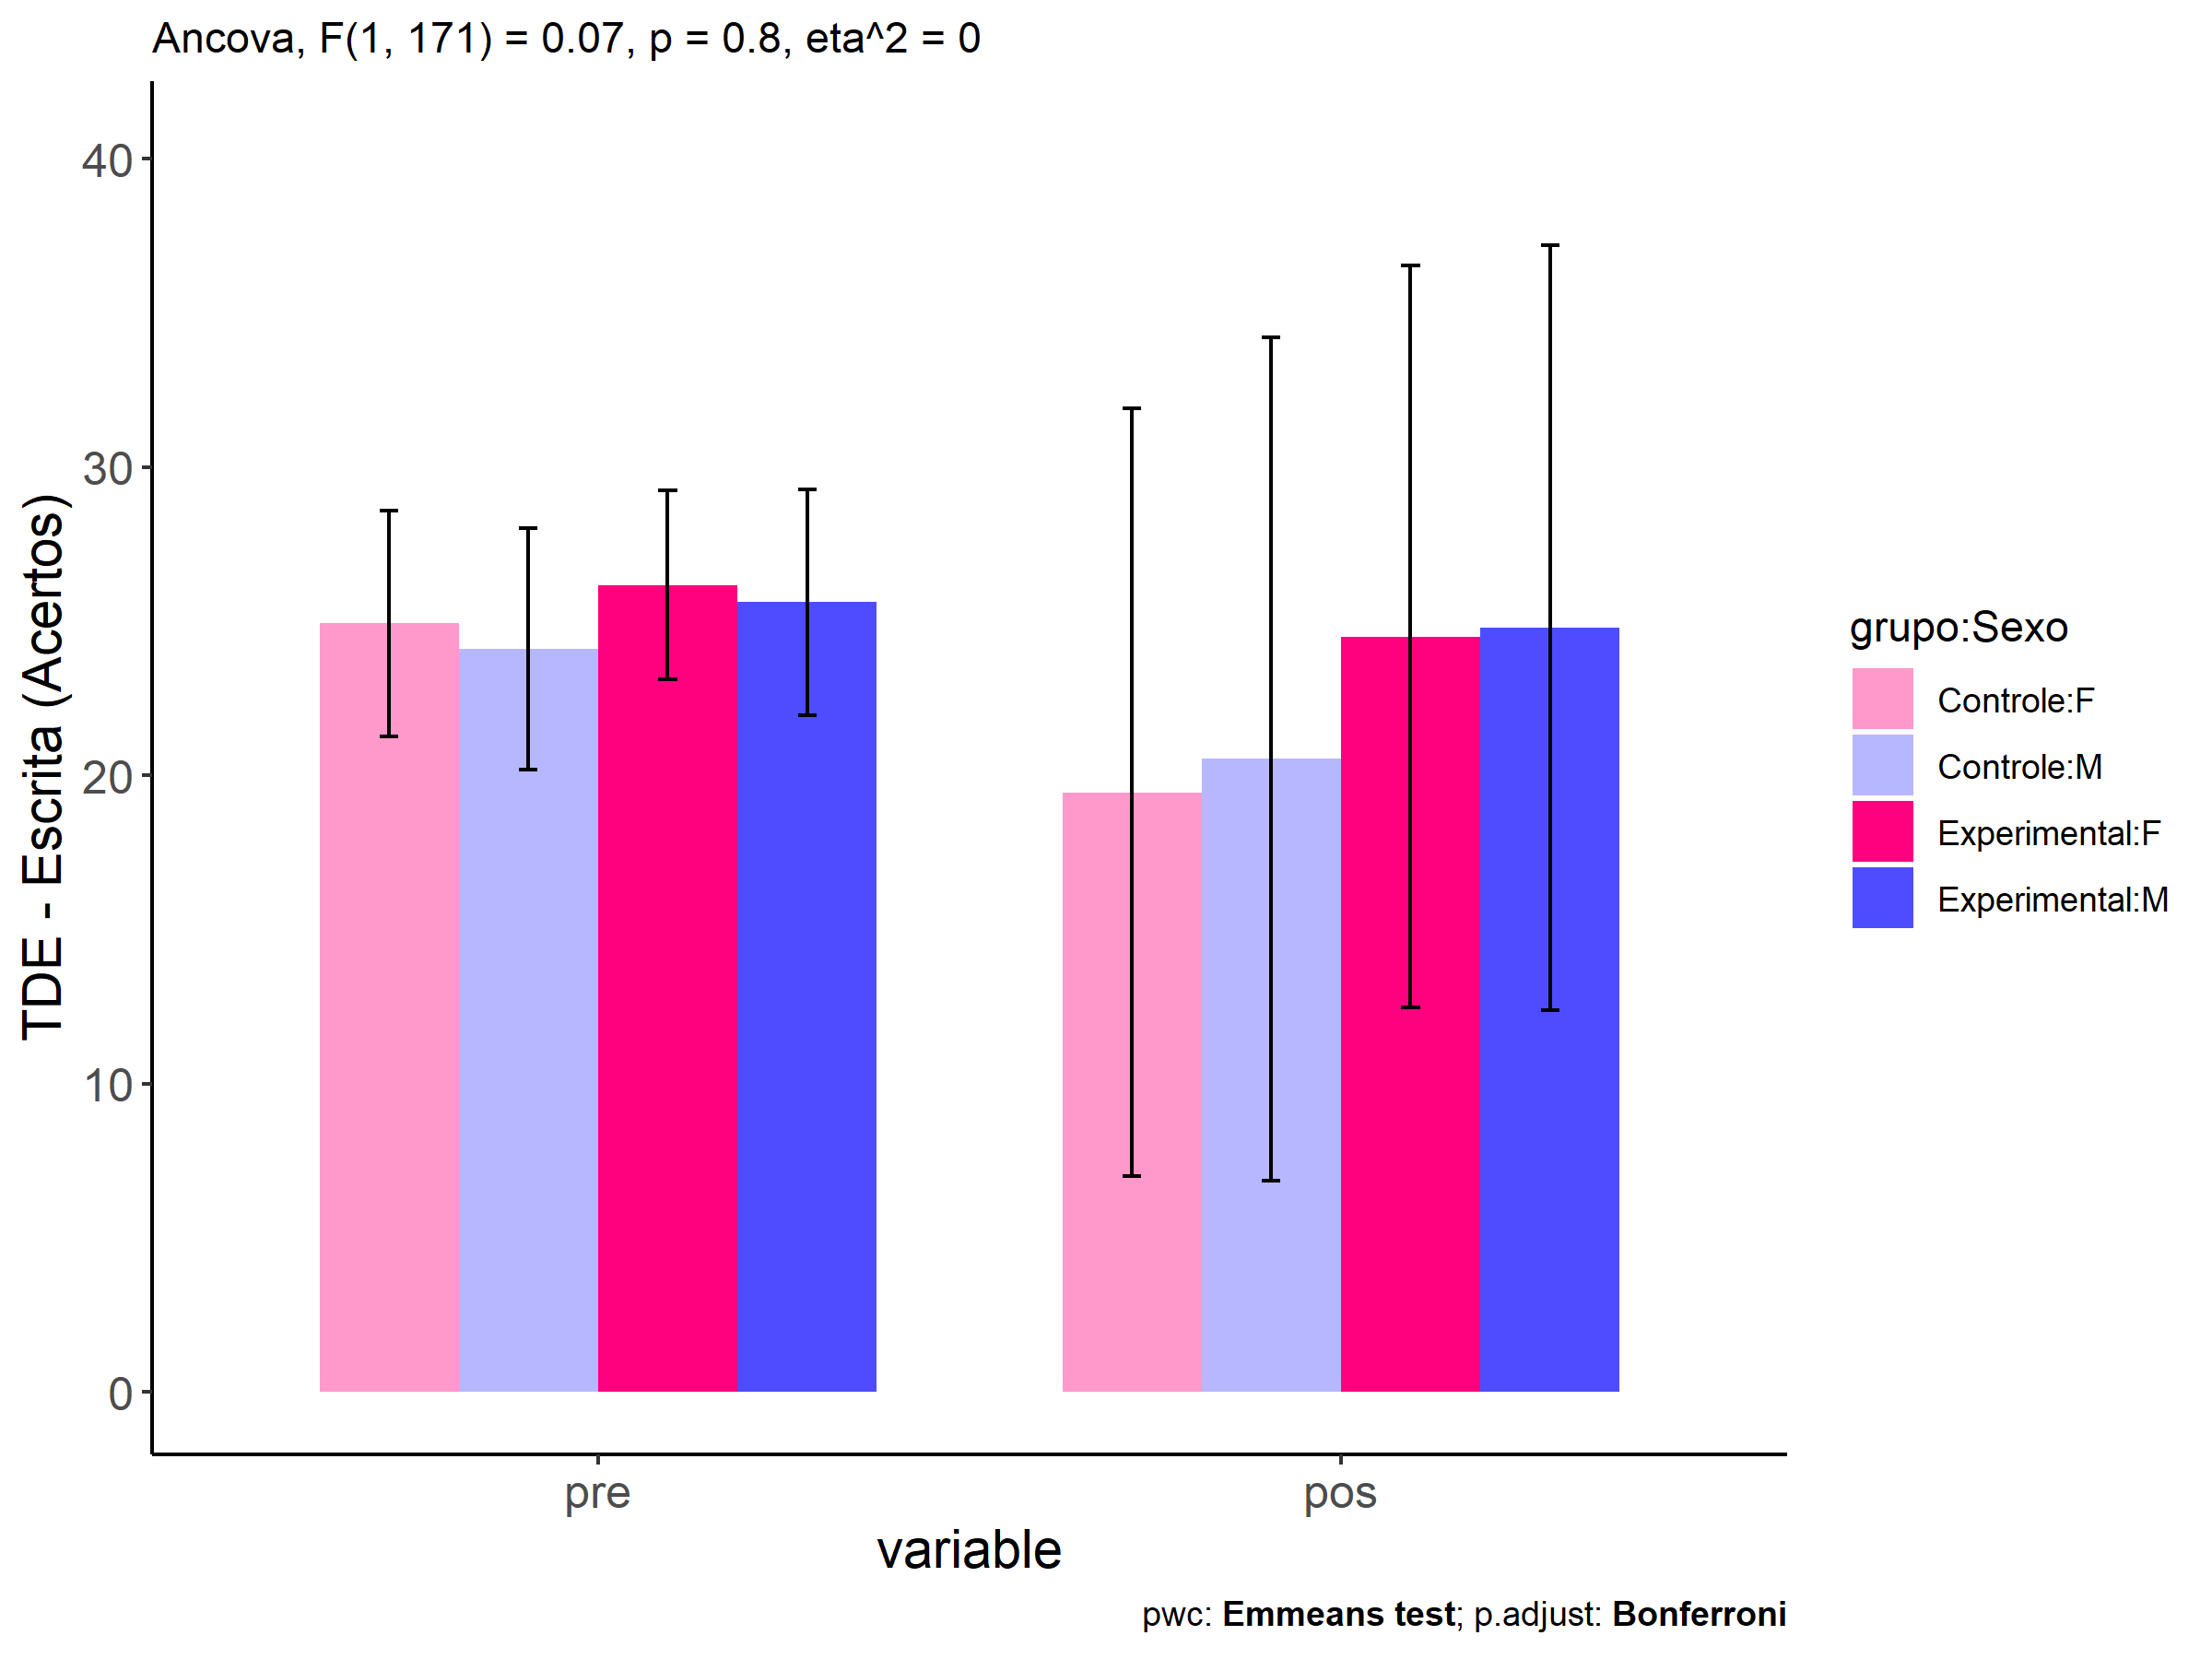 Ancova, F(1, 171) = 0.07, p = 0.8, eta^2 = 0
TDE - Escrita (Acertos)
40
30
20
10
0
pre
pos
variable
grupo:Sexo
Controle:F
Controle:M
Experimental:F
Experimental:M
pwc: Emmeans test; p.adjust: Bonferroni